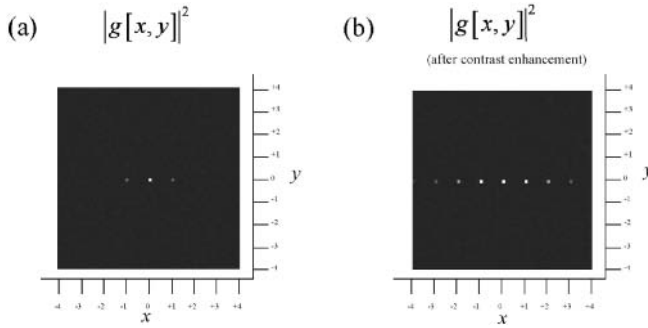 (a) |g[x, y]|²
(b) |g[x, y]|²
(after contrast enhancement)
+4
+3
+2
+1
0
-1
-2
-3
-4
y
-4 -3 -2 -1 0 +1 +2 +3 +4
x
+4
+3
+2
+1
0
-1
-2
-3
-4
y
-4 -3 -2 -1 0 +1 +2 +3 +4
x